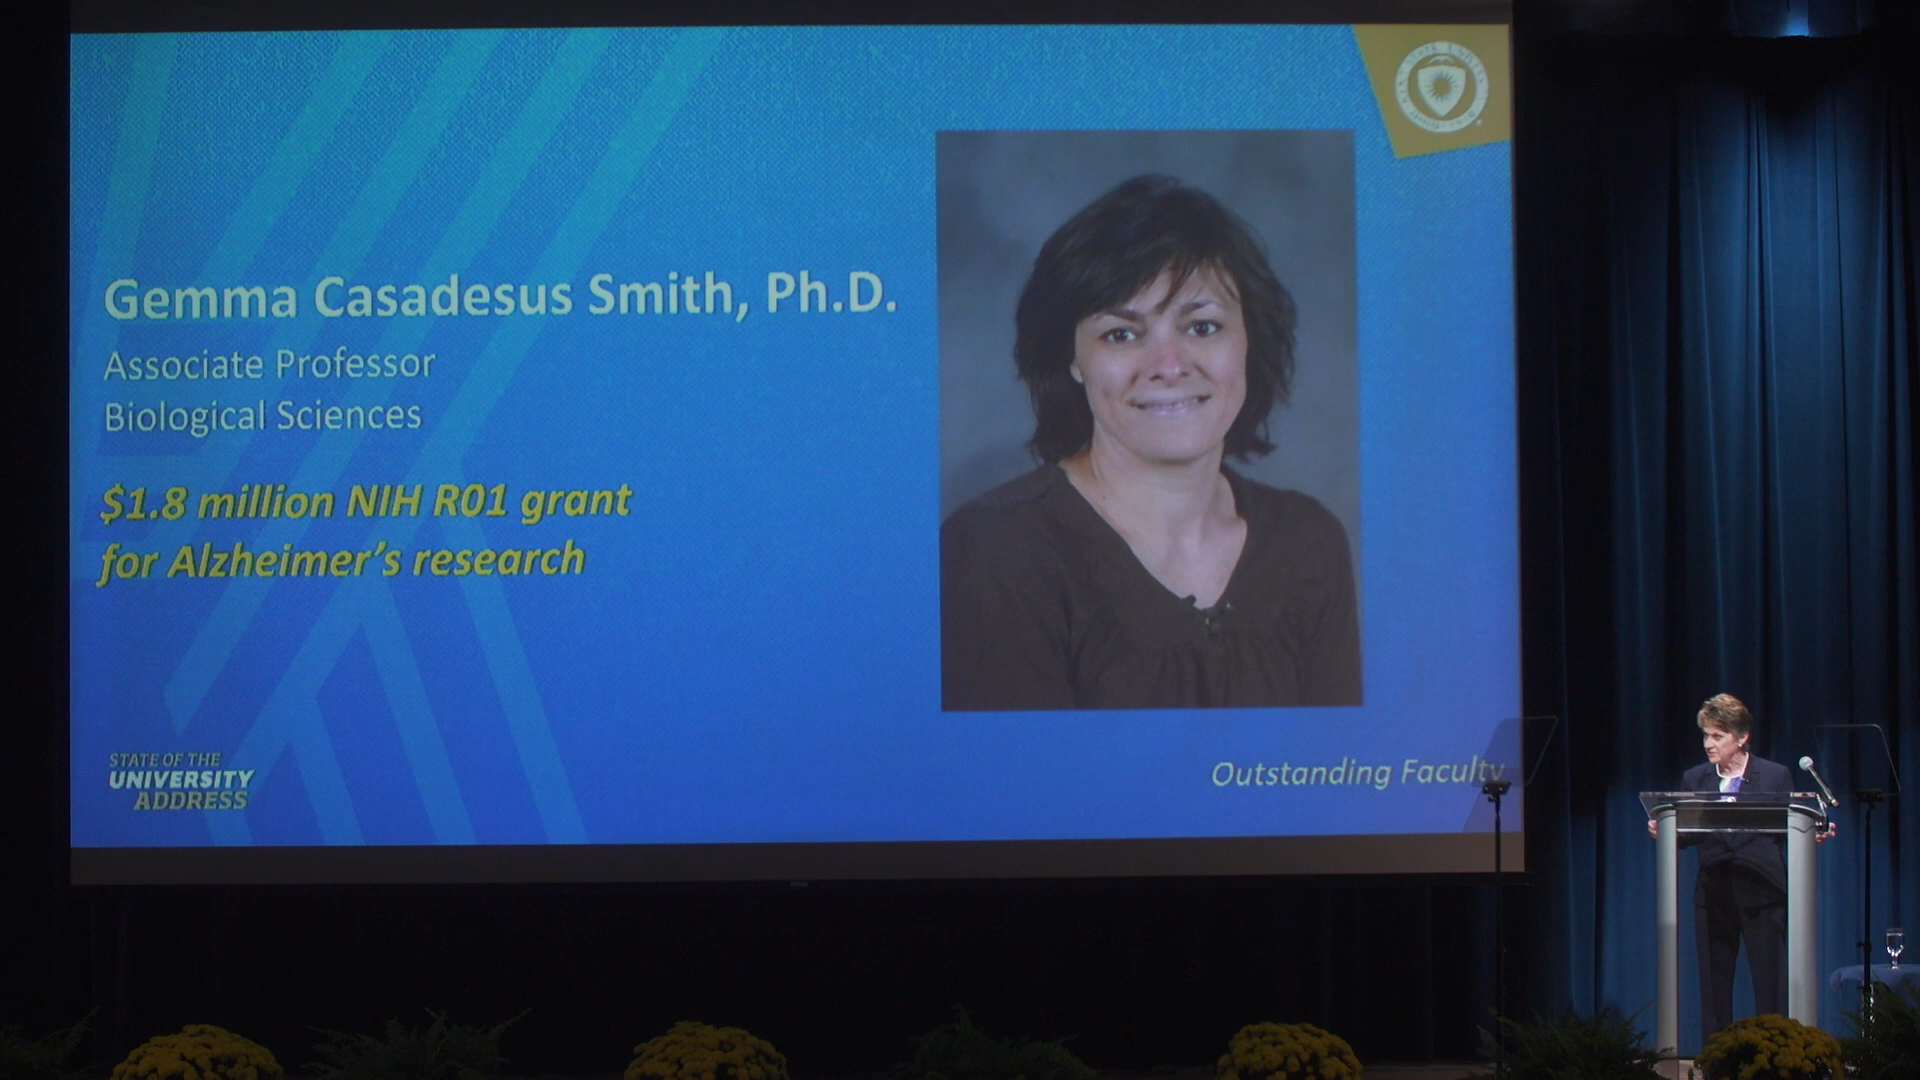 Gemma Casadesus Smith, Ph.D.
Associate Professor
Biological Sciences
$1.8 million NIH R01 grant
for Alzheimer's research
STATE OF THE
UNIVERSITY
ADDRESS
Outstanding Faculty